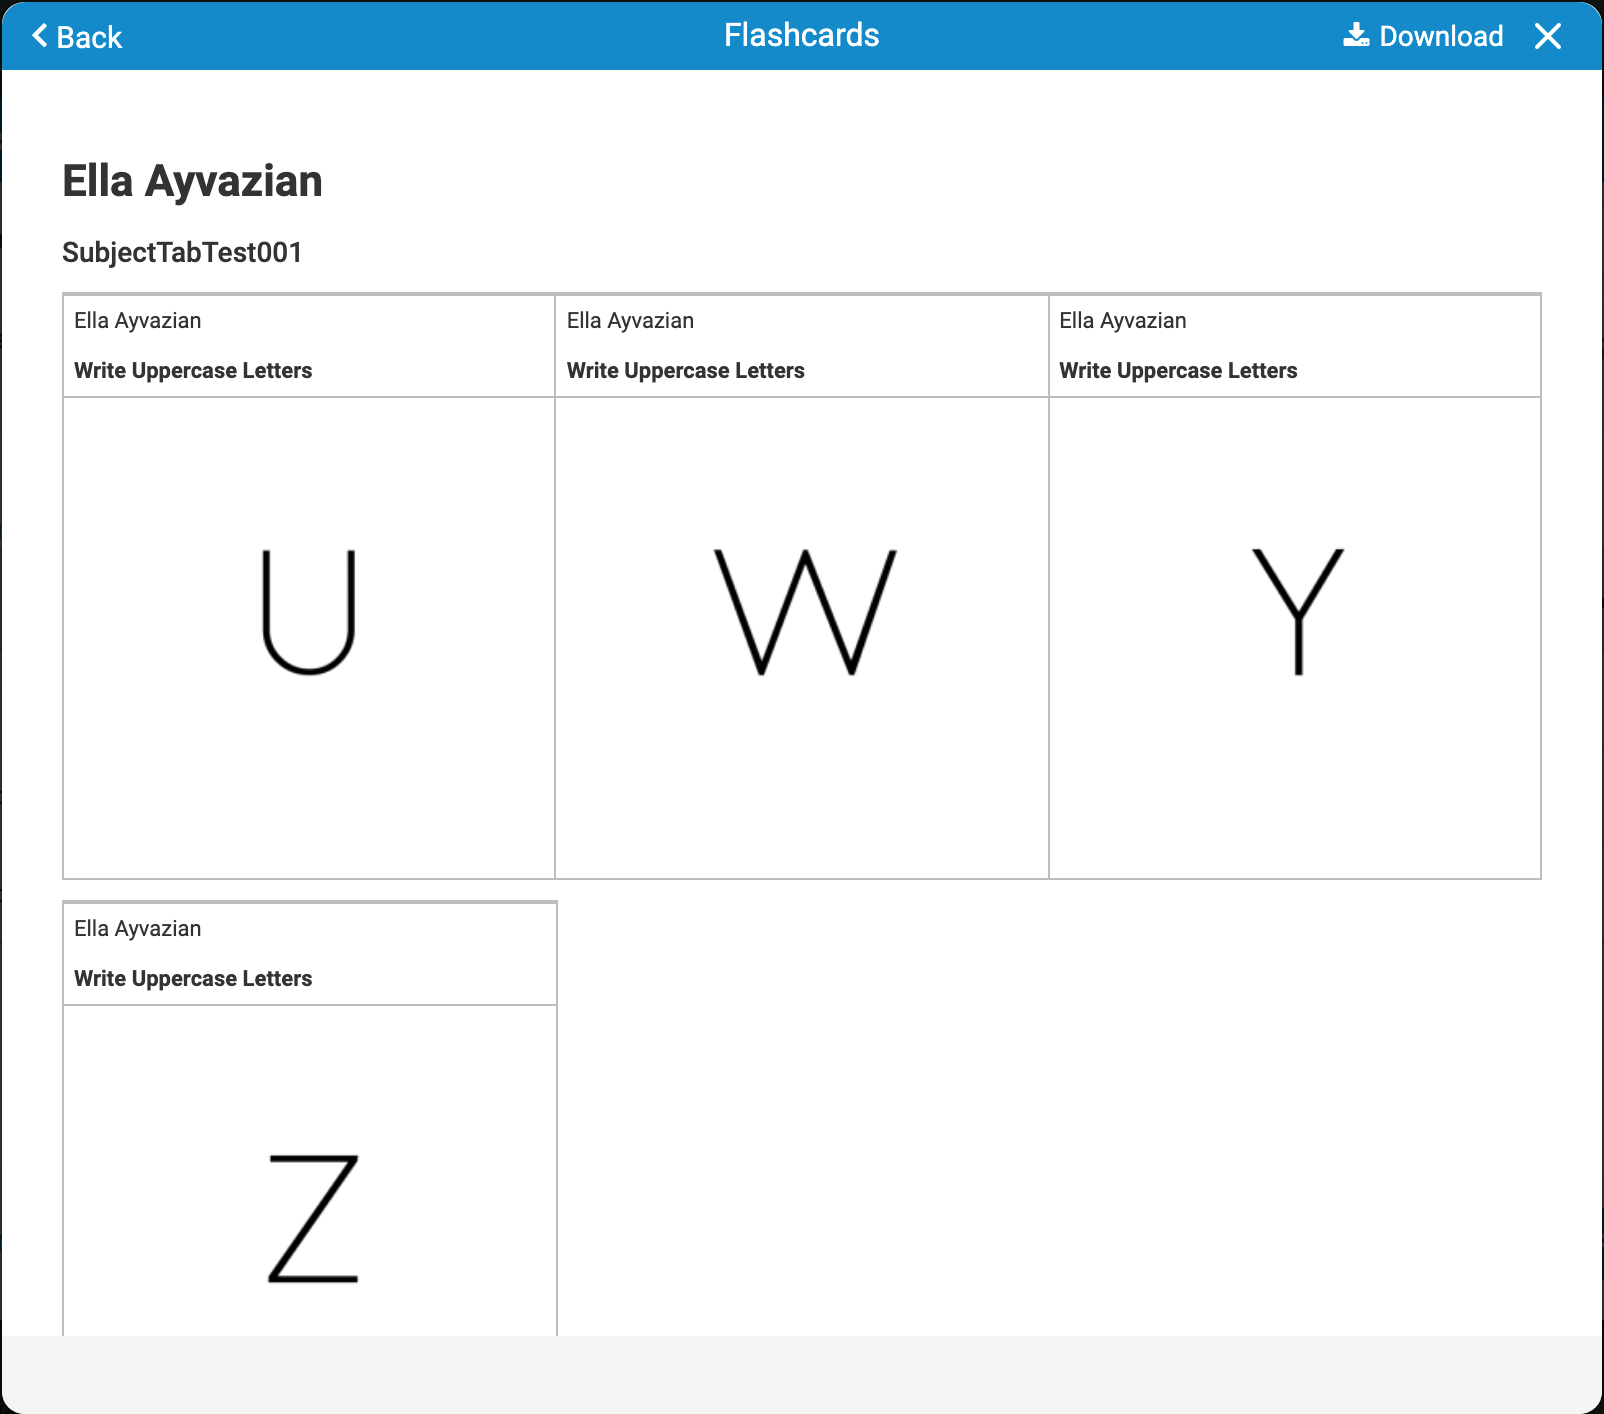 Back
Flashcards
Download
Ella Ayvazian
SubjectTabTest001
Ella Ayvazian
Write Uppercase Letters
U
Ella Ayvazian
Write Uppercase Letters
W
Ella Ayvazian
Write Uppercase Letters
Y
Ella Ayvazian
Write Uppercase Letters
Z